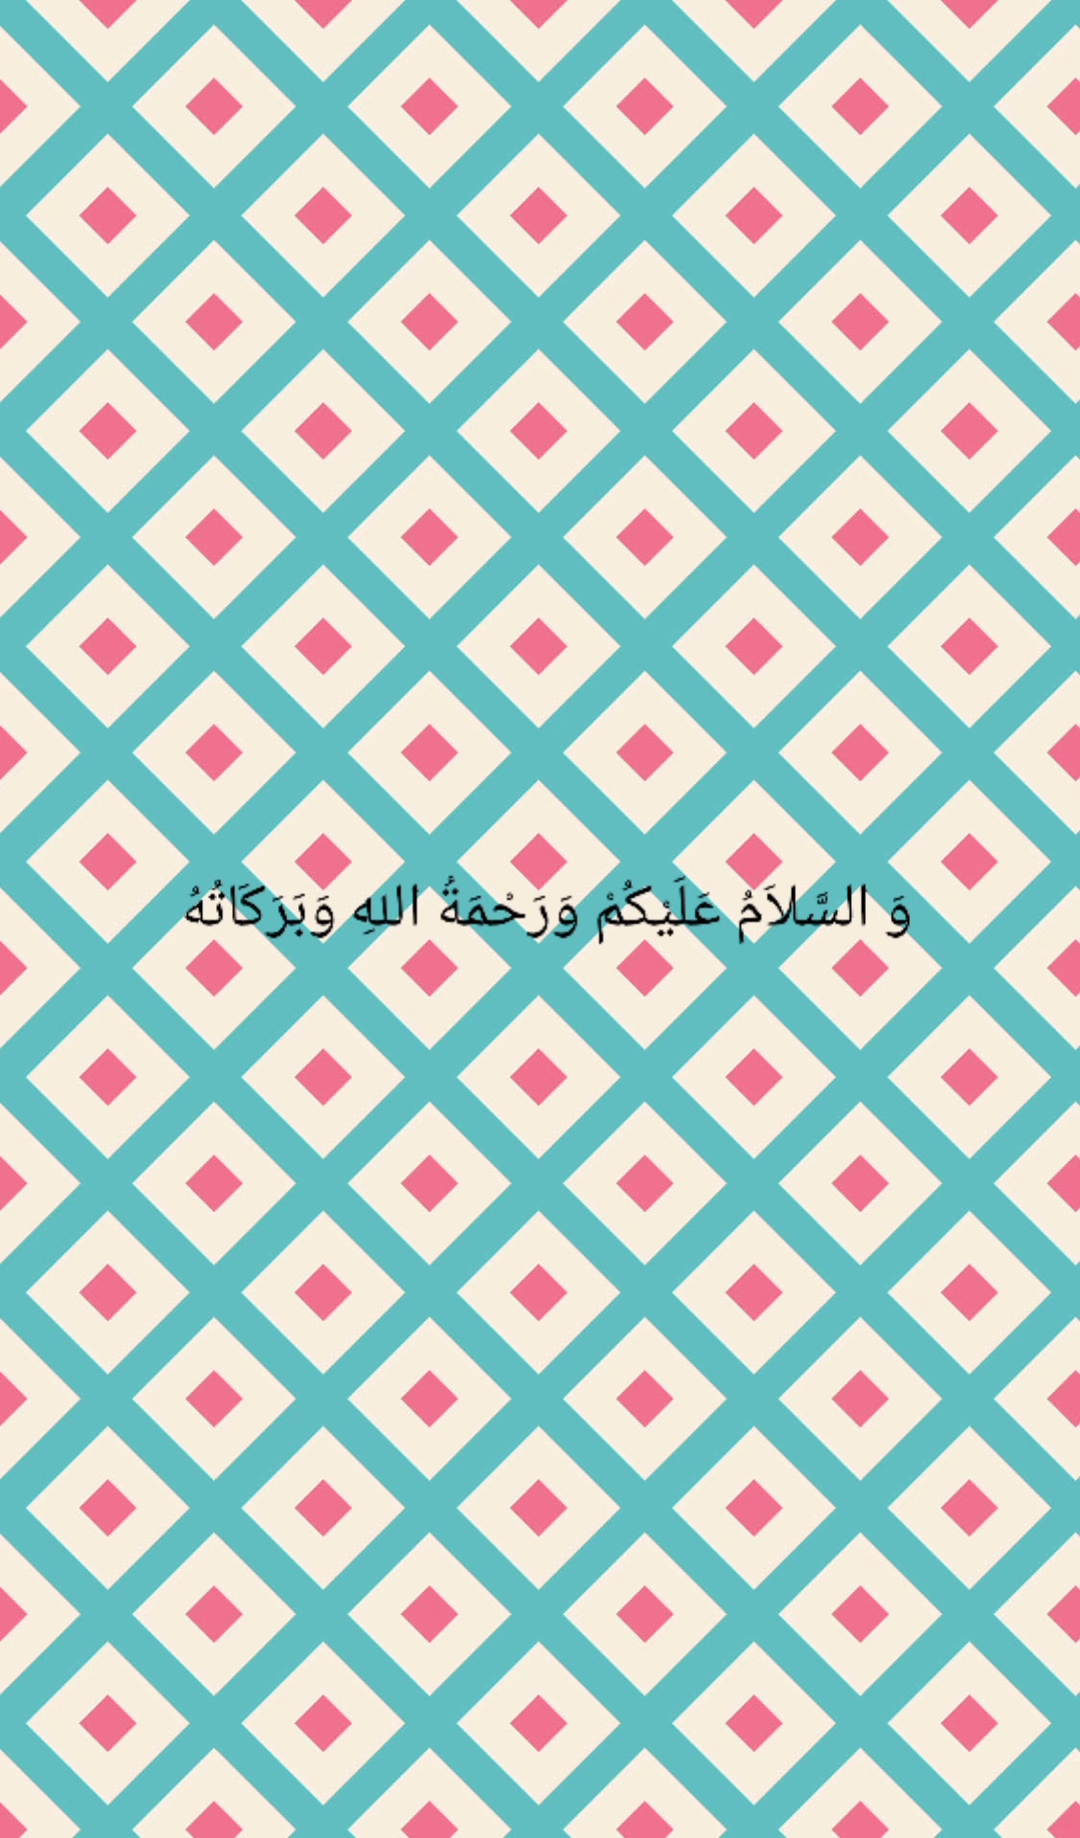 وَ السَّلاَمُ عَلَيْكُمْ وَرَحْمَةُ اللهِ وَبَرَكَاتُهُ